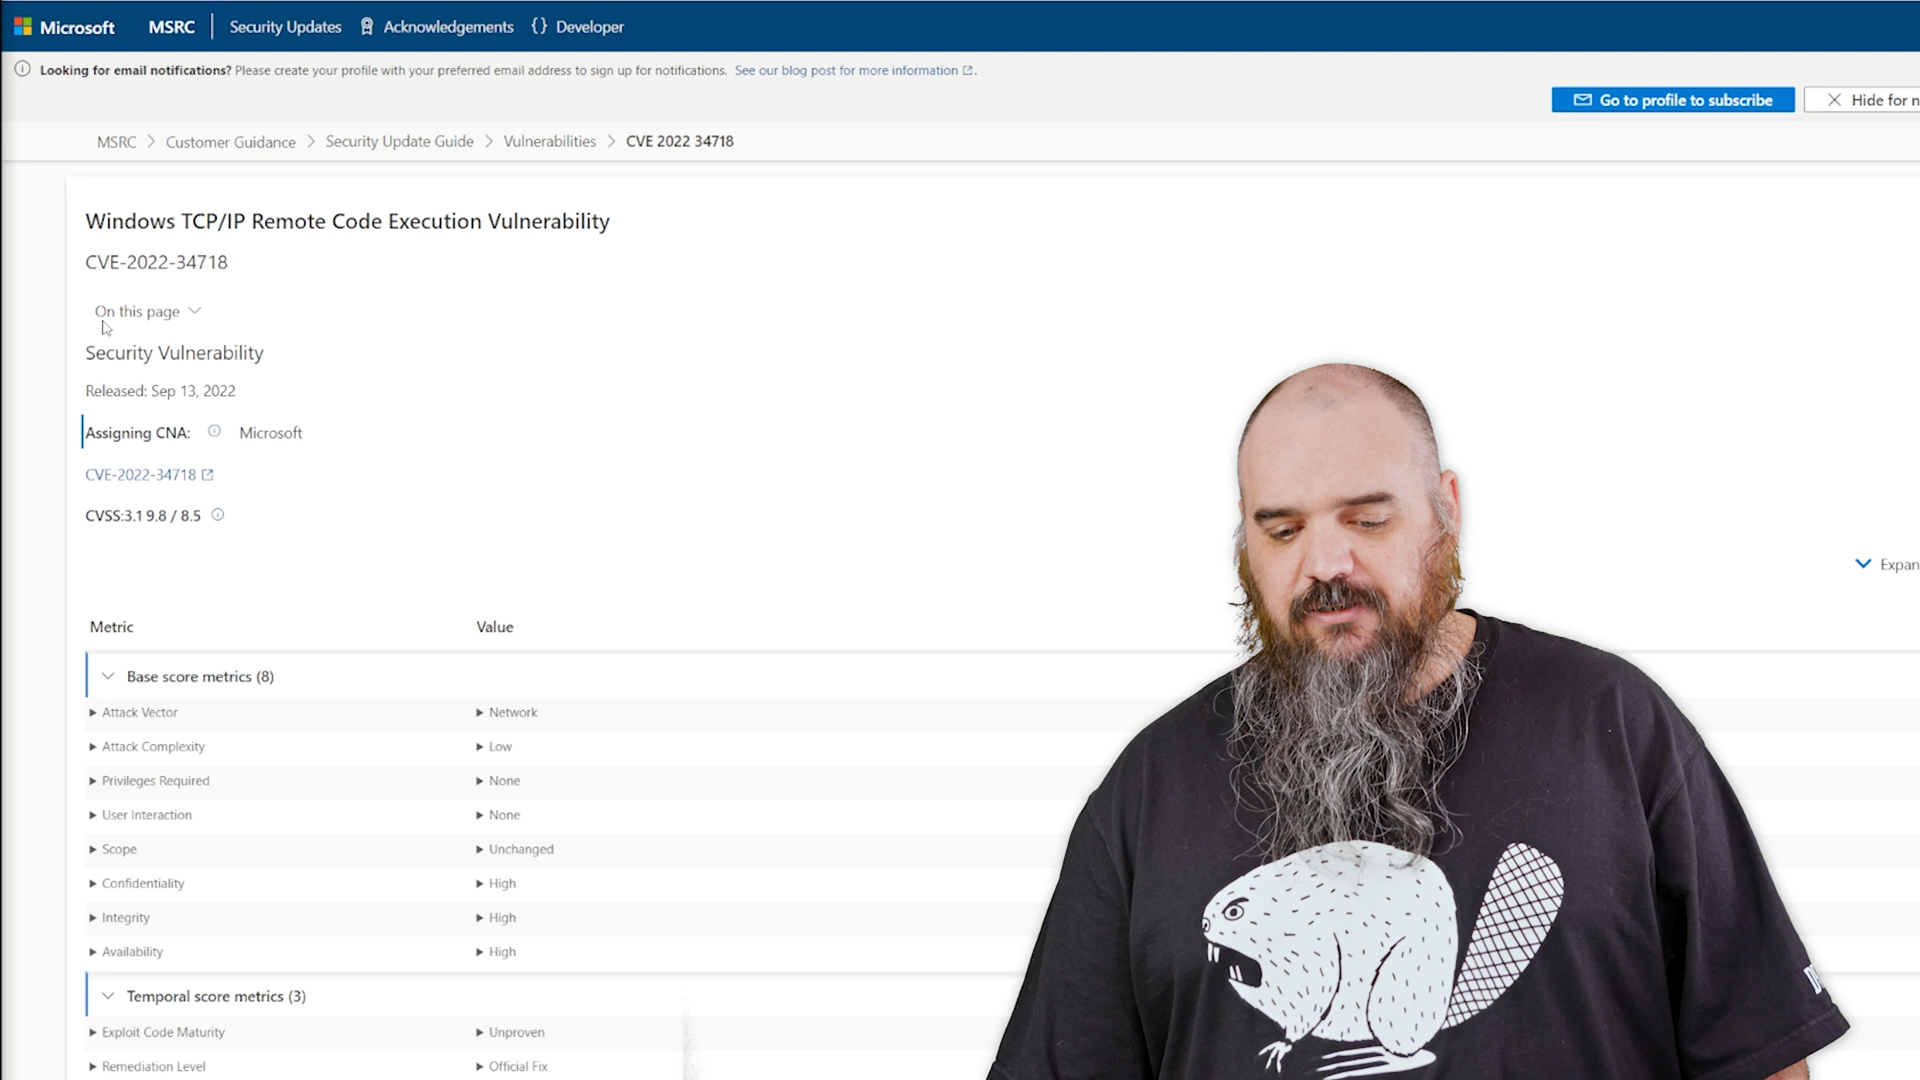 Microsoft MSRC Security Updates Acknowledgements {} Developer
Looking for email notifications? Please create your profile with your preferred email address to sign up for notifications. See our blog post for more information.
Go to profile to subscribe Hide for n
MSRC > Customer Guidance > Security Update Guide > Vulnerabilities > CVE 2022 34718
Windows TCP/IP Remote Code Execution Vulnerability
CVE-2022-34718
On this page
Security Vulnerability
Released: Sep 13, 2022
Assigning CNA: Microsoft
CVE-2022-34718
CVSS:3.1 9.8 / 8.5
Expan
Metric Value
Base score metrics (8)
Attack Vector Network
Attack Complexity Low
Privileges Required None
User Interaction None
Scope Unchanged
Confidentiality High
Integrity High
Availability High
Temporal score metrics (3)
Exploit Code Maturity Unproven
Remediation Level Official Fix